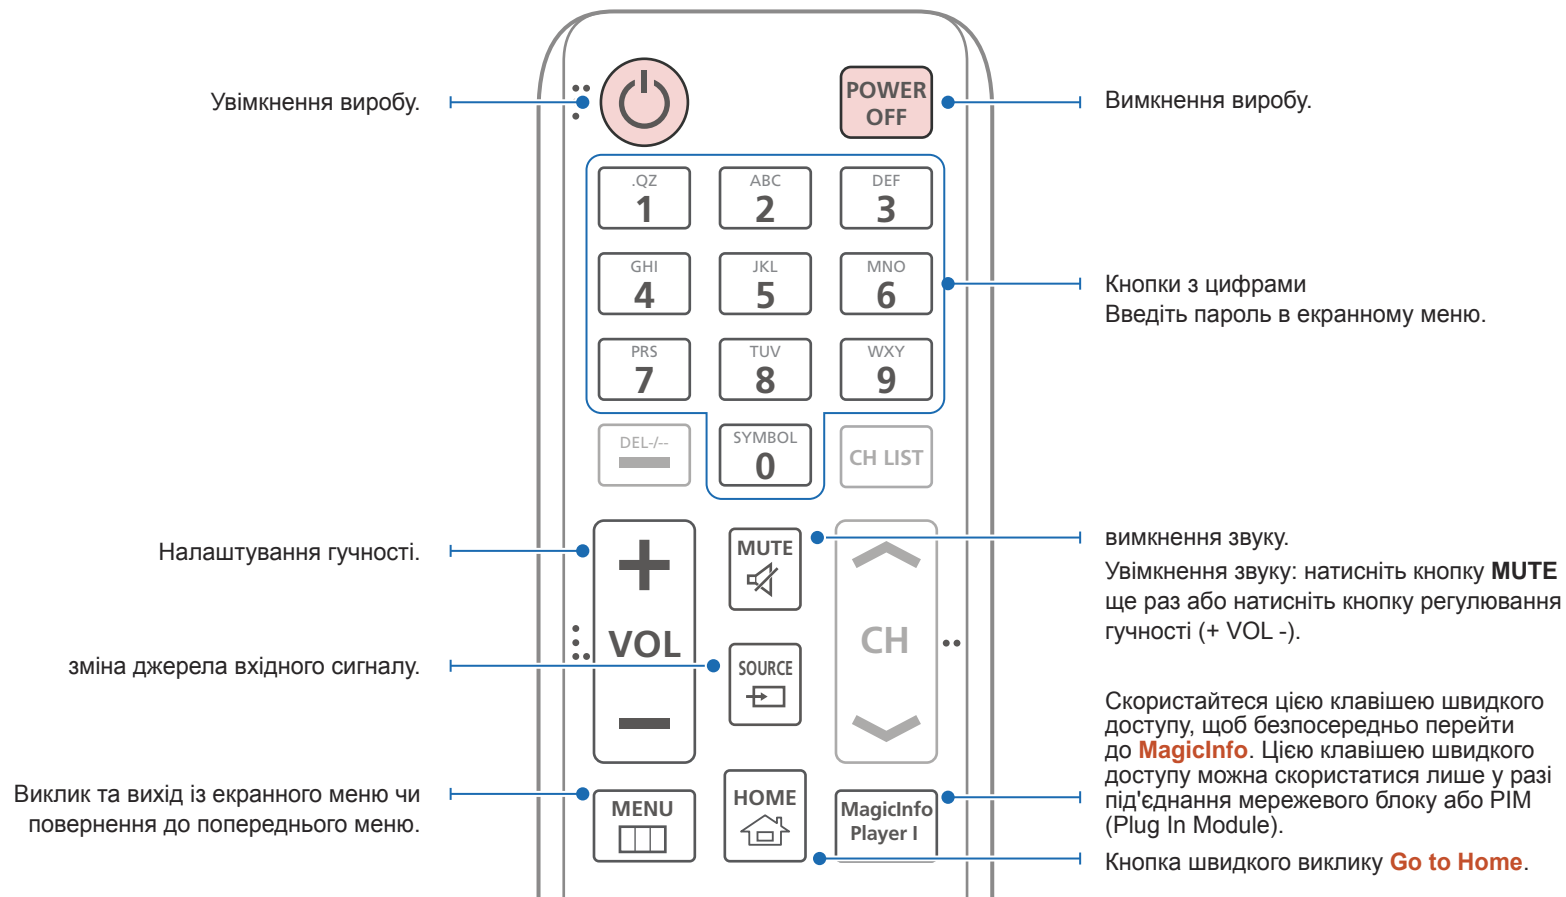 Увімкнення виробу.
POWER
OFF
Вимкнення виробу.
.QZ
1
ABC
2
DEF
3
GHI
4
JKL
5
MNO
6
Кнопки з цифрами
Введіть пароль в екранному меню.
PRS
7
TUV
8
WXY
9
DEL-/--
SYMBOL
0
CH LIST
Налаштування гучності.
VOL
MUTE
вимкнення звуку.
Увімкнення звуку: натисніть кнопку MUTE
ще раз або натисніть кнопку регулювання
гучності (+ VOL -).
CH
зміна джерела вхідного сигналу.
SOURCE
Скористайтеся цією клавішею швидкого
доступу, щоб безпосередньо перейти
до MagicInfo. Цією клавішею швидкого
доступу можна скористатися лише у разі
під'єднання мережевого блоку або PIM
(Plug In Module).
Виклик та вихід із екранного меню чи
повернення до попереднього меню.
MENU
HOME
MagicInfo
Player I
Кнопка швидкого виклику Go to Home.